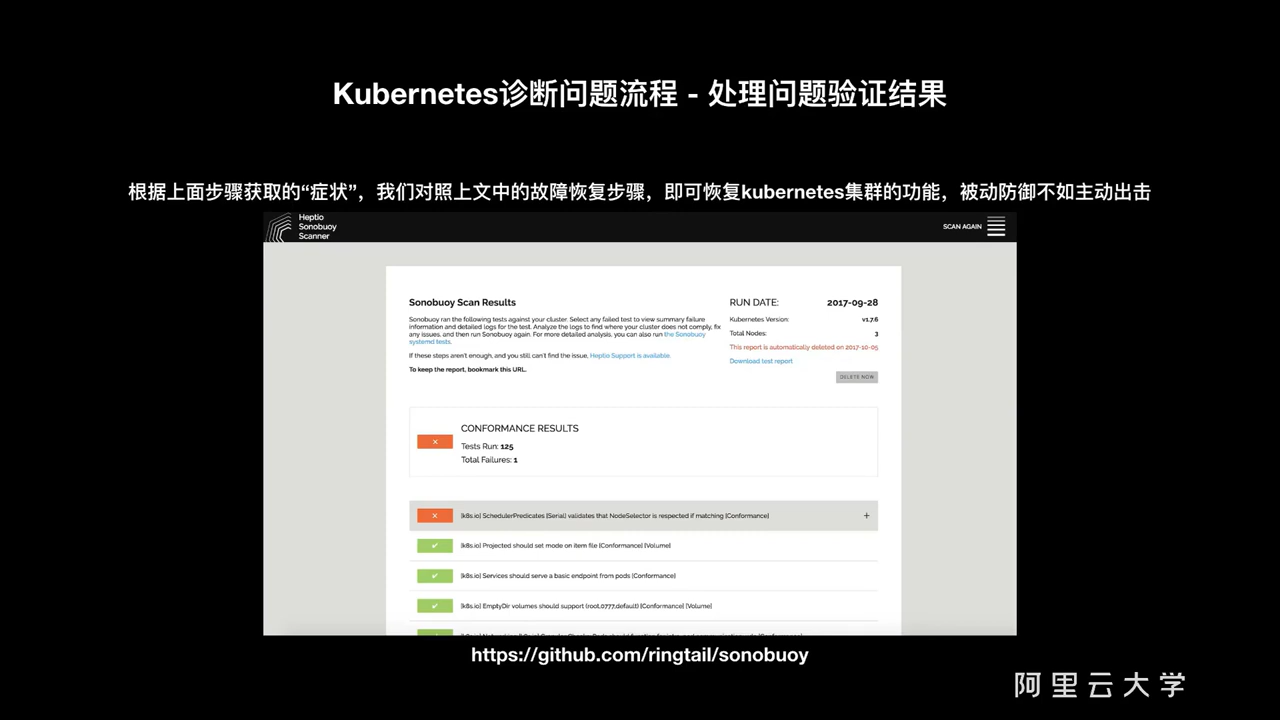 Kubernetes诊断问题流程 - 处理问题验证结果
根据上面步骤获取的“症状”，我们对照上文中的故障恢复步骤，即可恢复kubernetes集群的功能，被动防御不如主动出击
Heptio
Sonobuoy
Scanner
SCAN AGAIN
Sonobuoy Scan Results
Sonobuoy ran the following tests against your cluster. Select any failed test to view summary failure
information and detailed logs for the test. Analyze the logs to find where your cluster does not comply, fix
any issues, and then run Sonobuoy again. For more detailed analysis, you can also run the Sonobuoy
systemd tests.
If these steps aren't enough, and you still can't find the issue, Heptio Support is available.
To keep the report, bookmark this URL.
RUN DATE: 2017-09-28
Kubernetes Version: v1.7.6
Total Nodes: 3
This report is automatically deleted on 2017-10-05
Download test report
DELETE NOW
CONFORMANCE RESULTS
Tests Run: 125
Total Failures: 1
[k8s.io] SchedulerPredicates [Serial] validates that NodeSelector is respected if matching [Conformance]
[k8s.io] Projected should set mode on item file [Conformance] [Volume]
[k8s.io] Services should serve a basic endpoint from pods [Conformance]
[k8s.io] EmptyDir volumes should support (root,0777,default) [Conformance] [Volume]
https://github.com/ringtail/sonobuoy
阿里云大学